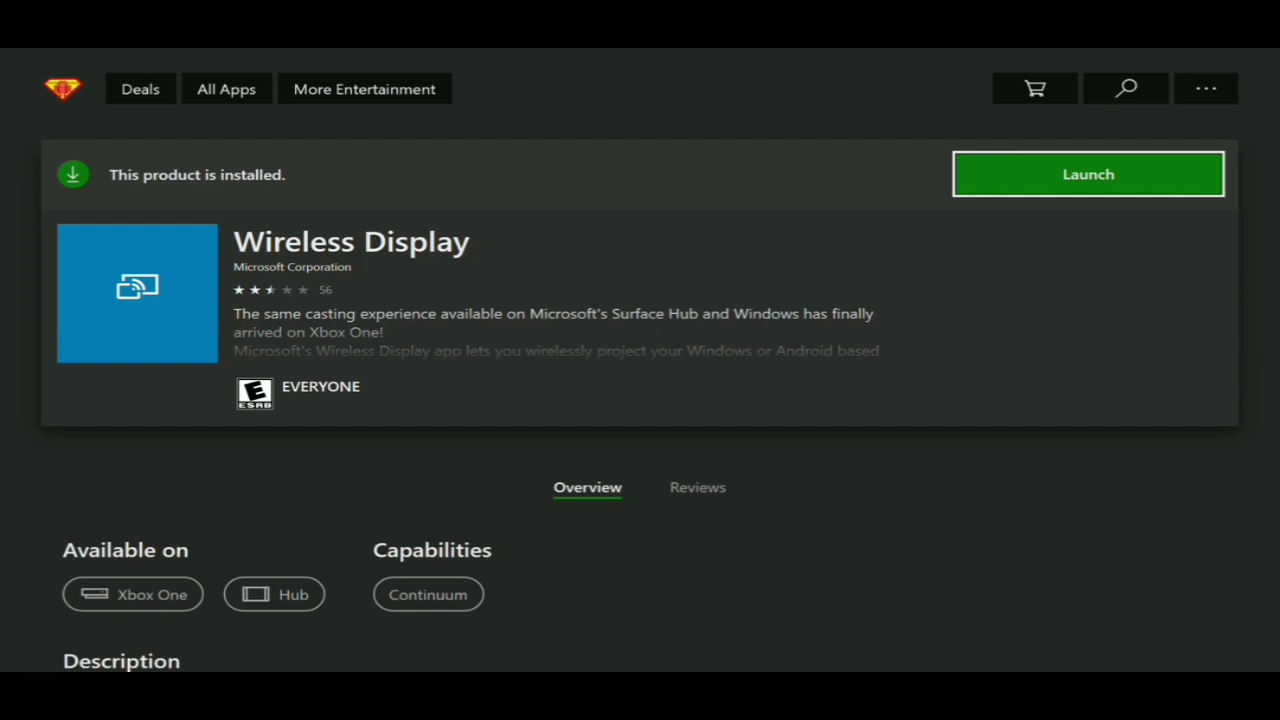 Deals
All Apps
More Entertainment
This product is installed.
Launch
Wireless Display
Microsoft Corporation
56
The same casting experience available on Microsoft's Surface Hub and Windows has finally
arrived on Xbox One!
Microsoft's Wireless Display app lets you wirelessly project your Windows or Android based
E
ESRB
EVERYONE
Overview
Reviews
Available on
Capabilities
Xbox One
Hub
Continuum
Description